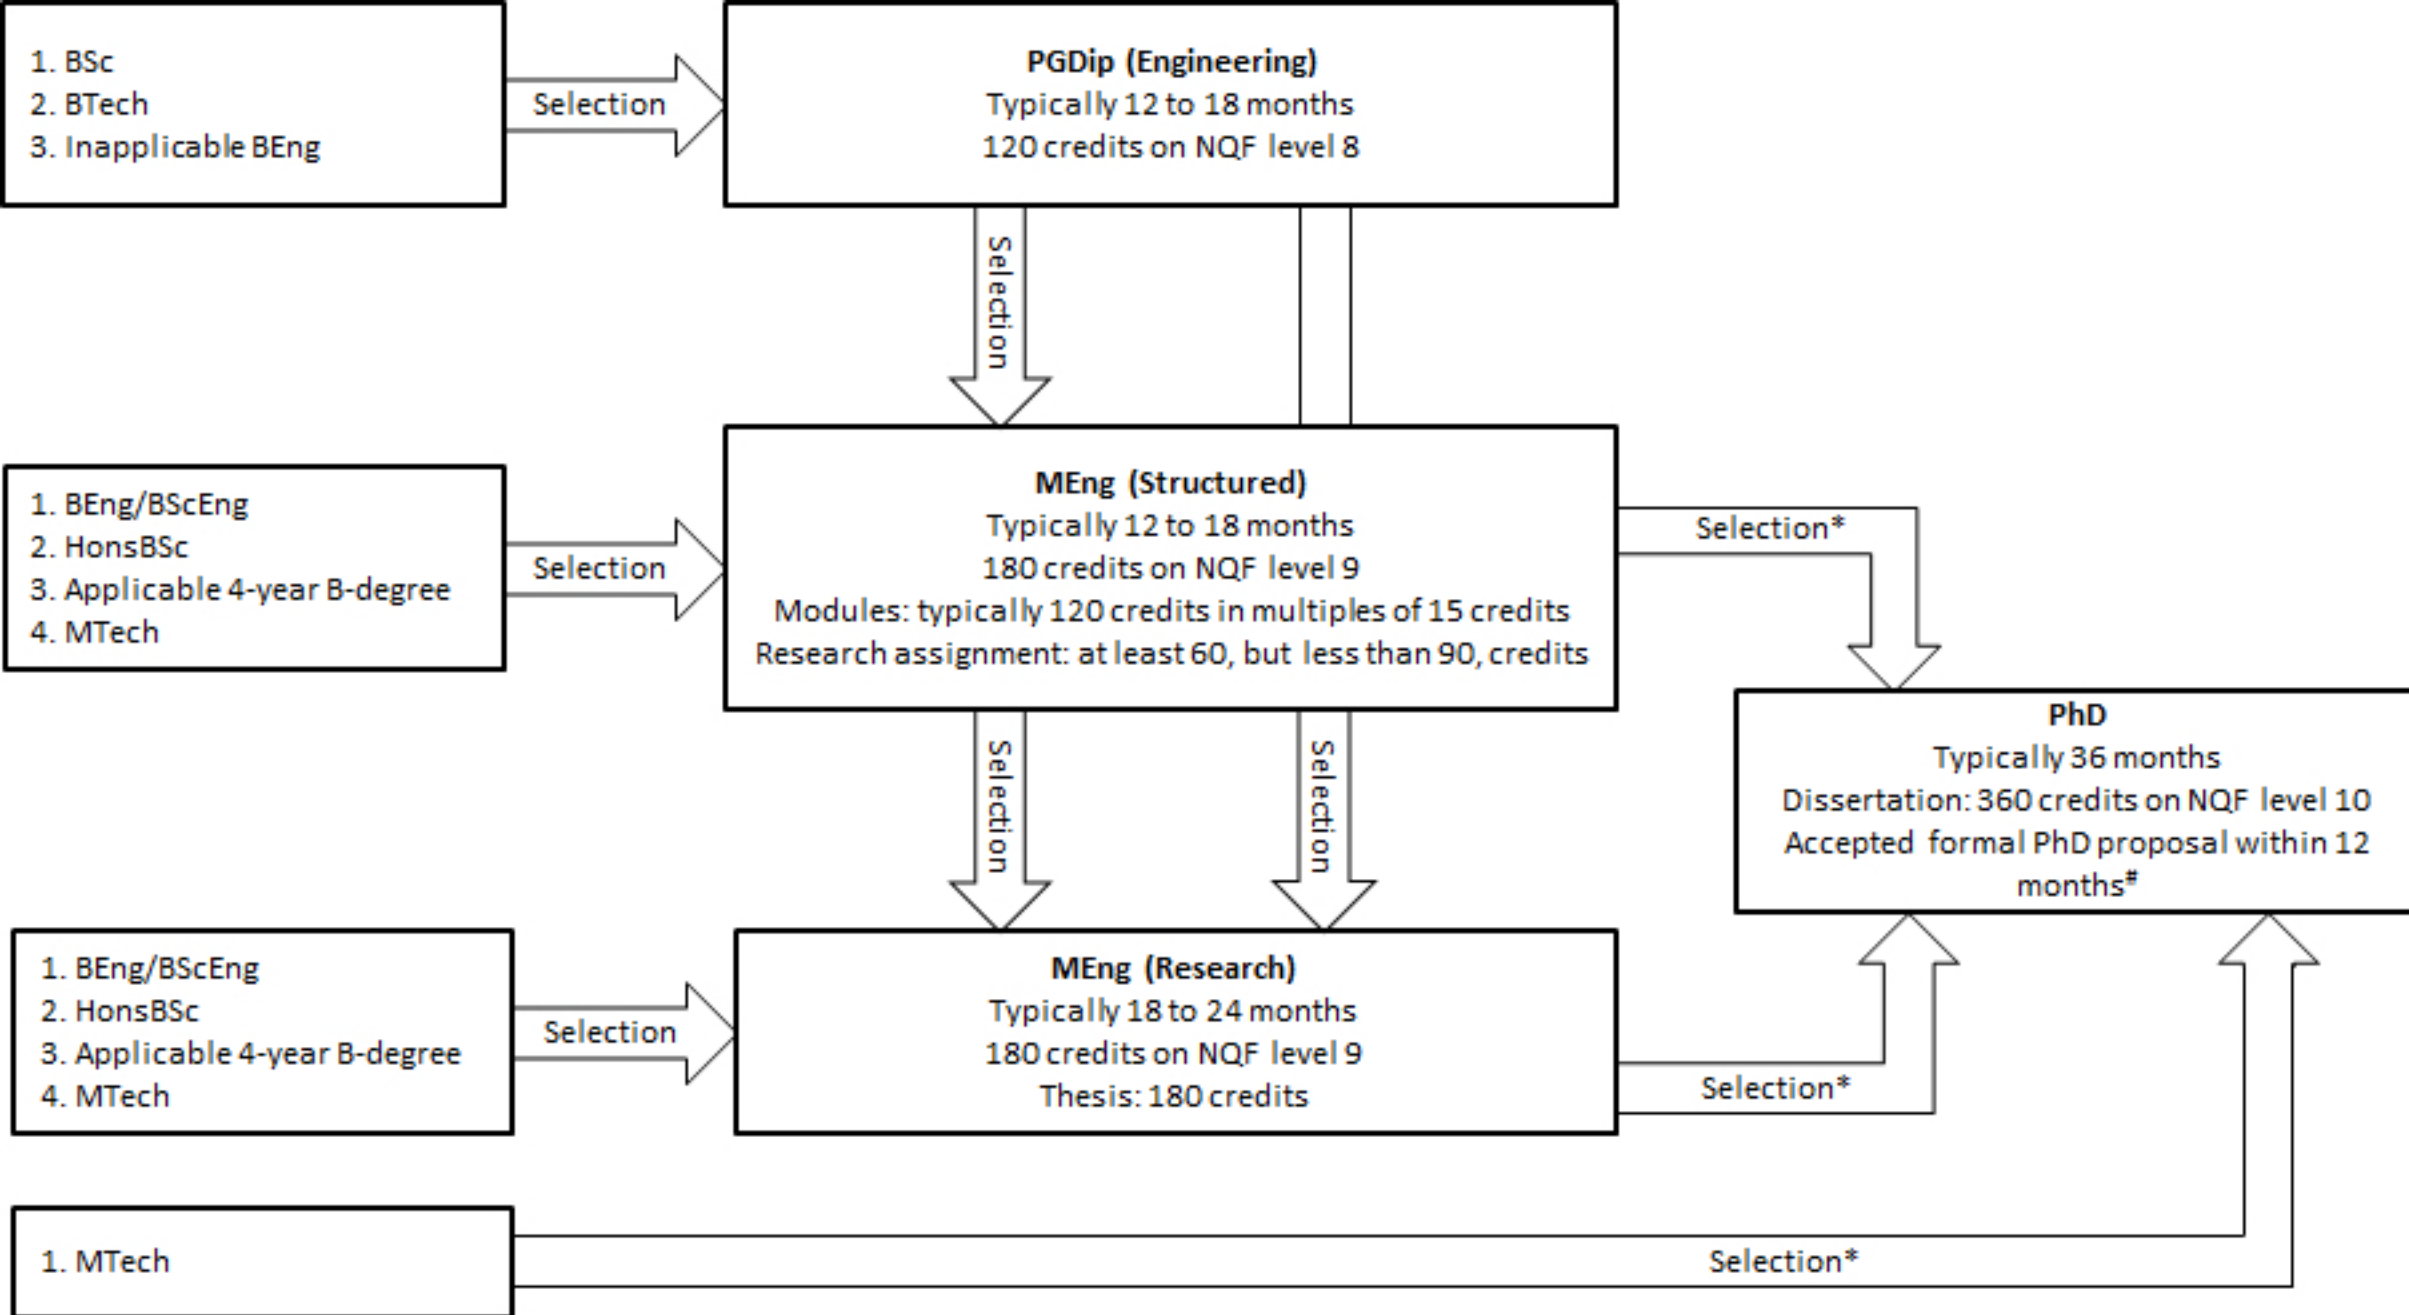 1. BSc
2. BTech
3. Inapplicable BEng
Selection
PGDip (Engineering)
Typically 12 to 18 months
120 credits on NQF level 8
Selection
1. BEng/BScEng
2. HonsBSc
3. Applicable 4-year B-degree
4. MTech
Selection
MEng (Structured)
Typically 12 to 18 months
180 credits on NQF level 9
Modules: typically 120 credits in multiples of 15 credits
Research assignment: at least 60, but less than 90, credits
Selection*
Selection
Selection
PhD
Typically 36 months
Dissertation: 360 credits on NQF level 10
Accepted formal PhD proposal within 12
months#
1. BEng/BScEng
2. HonsBSc
3. Applicable 4-year B-degree
4. MTech
Selection
MEng (Research)
Typically 18 to 24 months
180 credits on NQF level 9
Thesis: 180 credits
Selection*
1. MTech
Selection*